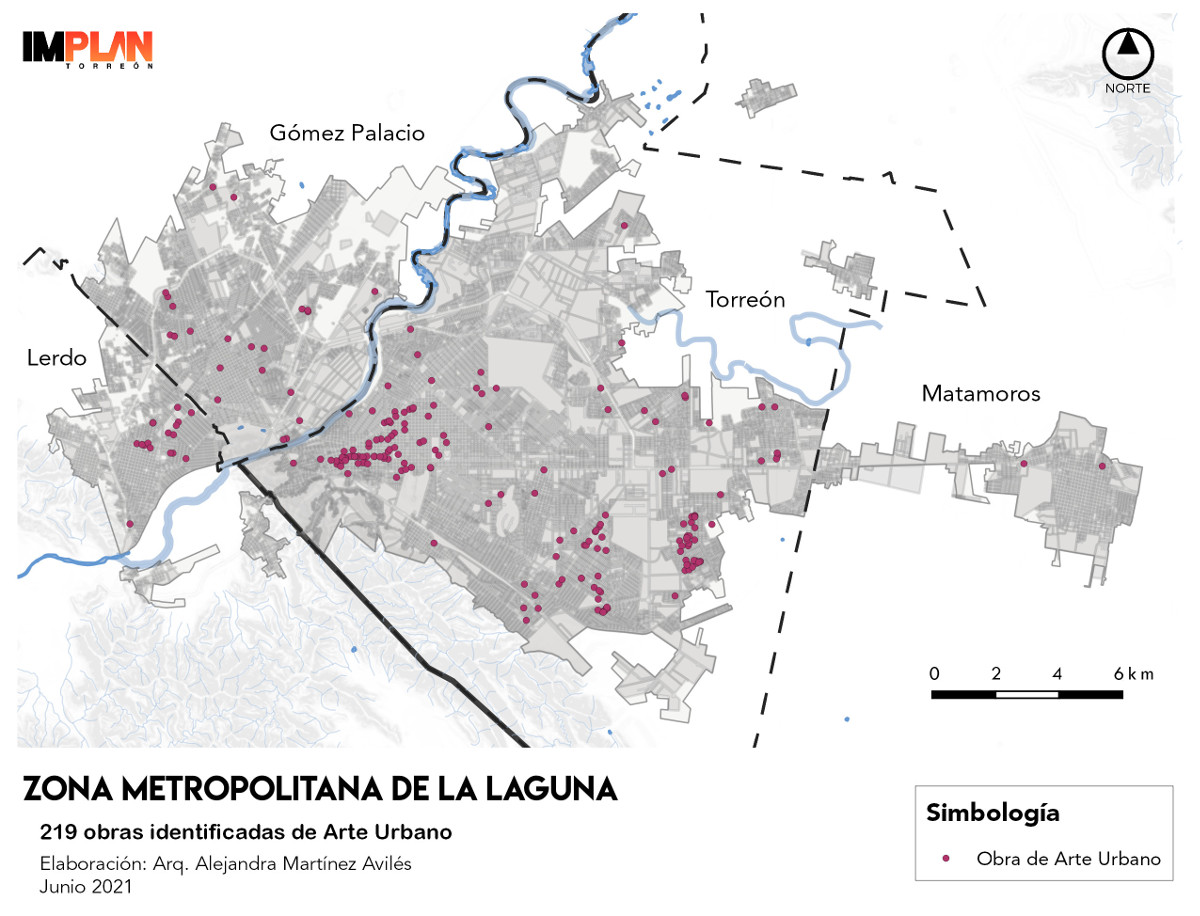 IMPLAN
TORREÓN
NORTE
Gómez Palacio
Torreón
Lerdo
Matamoros
0 2 4 6 km
ZONA METROPOLITANA DE LA LAGUNA
219 obras identificadas de Arte Urbano
Elaboración: Arq. Alejandra Martínez Avilés
Junio 2021
Simbología
Obra de Arte Urbano